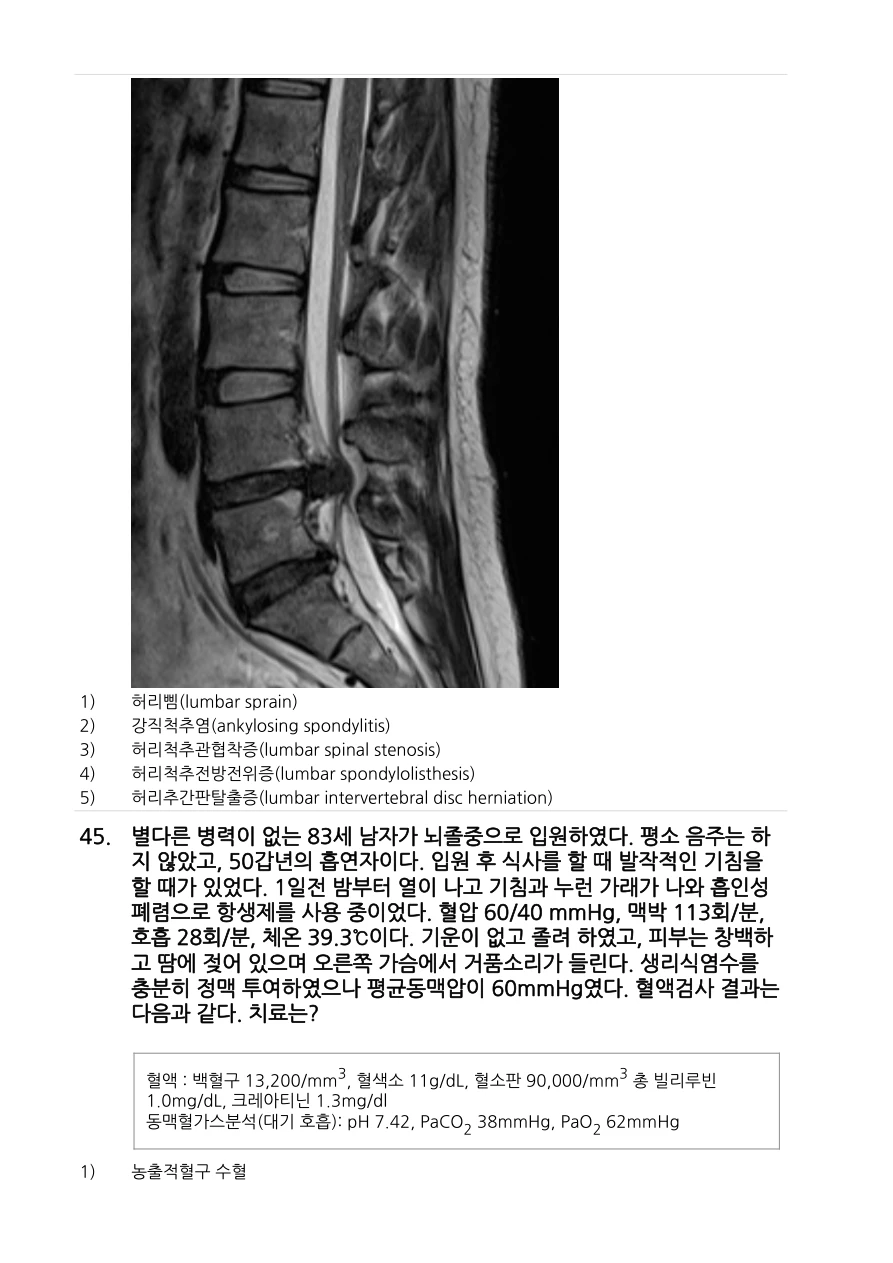 1) 허리삠(lumbar sprain)
2) 강직척추염(ankylosing spondylitis)
3) 허리척추관협착증(lumbar spinal stenosis)
4) 허리척추전방전위증(lumbar spondylolisthesis)
5) 허리추간판탈출증(lumbar intervertebral disc herniation)
45. 별다른 병력이 없는 83세 남자가 뇌졸중으로 입원하였다. 평소 음주는 하
지 않았고, 50갑년의 흡연자이다. 입원 후 식사를 할 때 발작적인 기침을
할 때가 있었다. 1일전 밤부터 열이 나고 기침과 누런 가래가 나와 흡인성
폐렴으로 항생제를 사용 중이었다. 혈압 60/40 mmHg, 맥박 113회/분,
호흡 28회/분, 체온 39.3℃이다. 기운이 없고 졸려 하였고, 피부는 창백하
고 땀에 젖어 있으며 오른쪽 가슴에서 거품소리가 들린다. 생리식염수를
충분히 정맥 투여하였으나 평균동맥압이 60mmHg였다. 혈액검사 결과는
다음과 같다. 치료는?
혈액 : 백혈구 13,200/mm³, 혈색소 11g/dL, 혈소판 90,000/mm³ 총 빌리루빈
1.0mg/dL, 크레아티닌 1.3mg/dl
동맥혈가스분석(대기 호흡): pH 7.42, PaCO₂ 38mmHg, PaO₂ 62mmHg
1) 농출적혈구 수혈